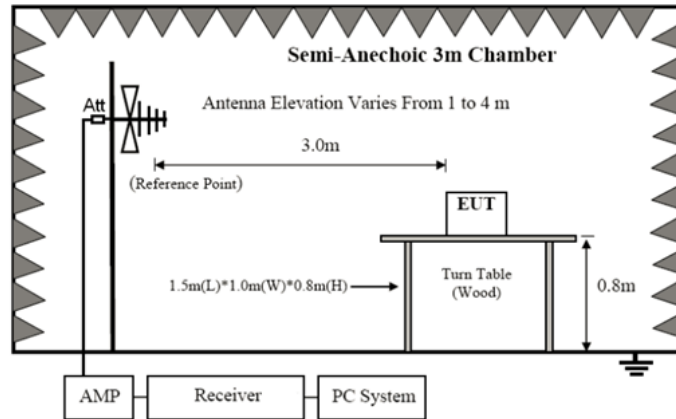 Semi-Anechoic 3m Chamber
Att
Antenna Elevation Varies From 1 to 4 m
3.0m
(Reference Point)
EUT
1.5m(L)*1.0m(W)*0.8m(H)
Turn Table
(Wood)
0.8m
AMP
Receiver
PC System